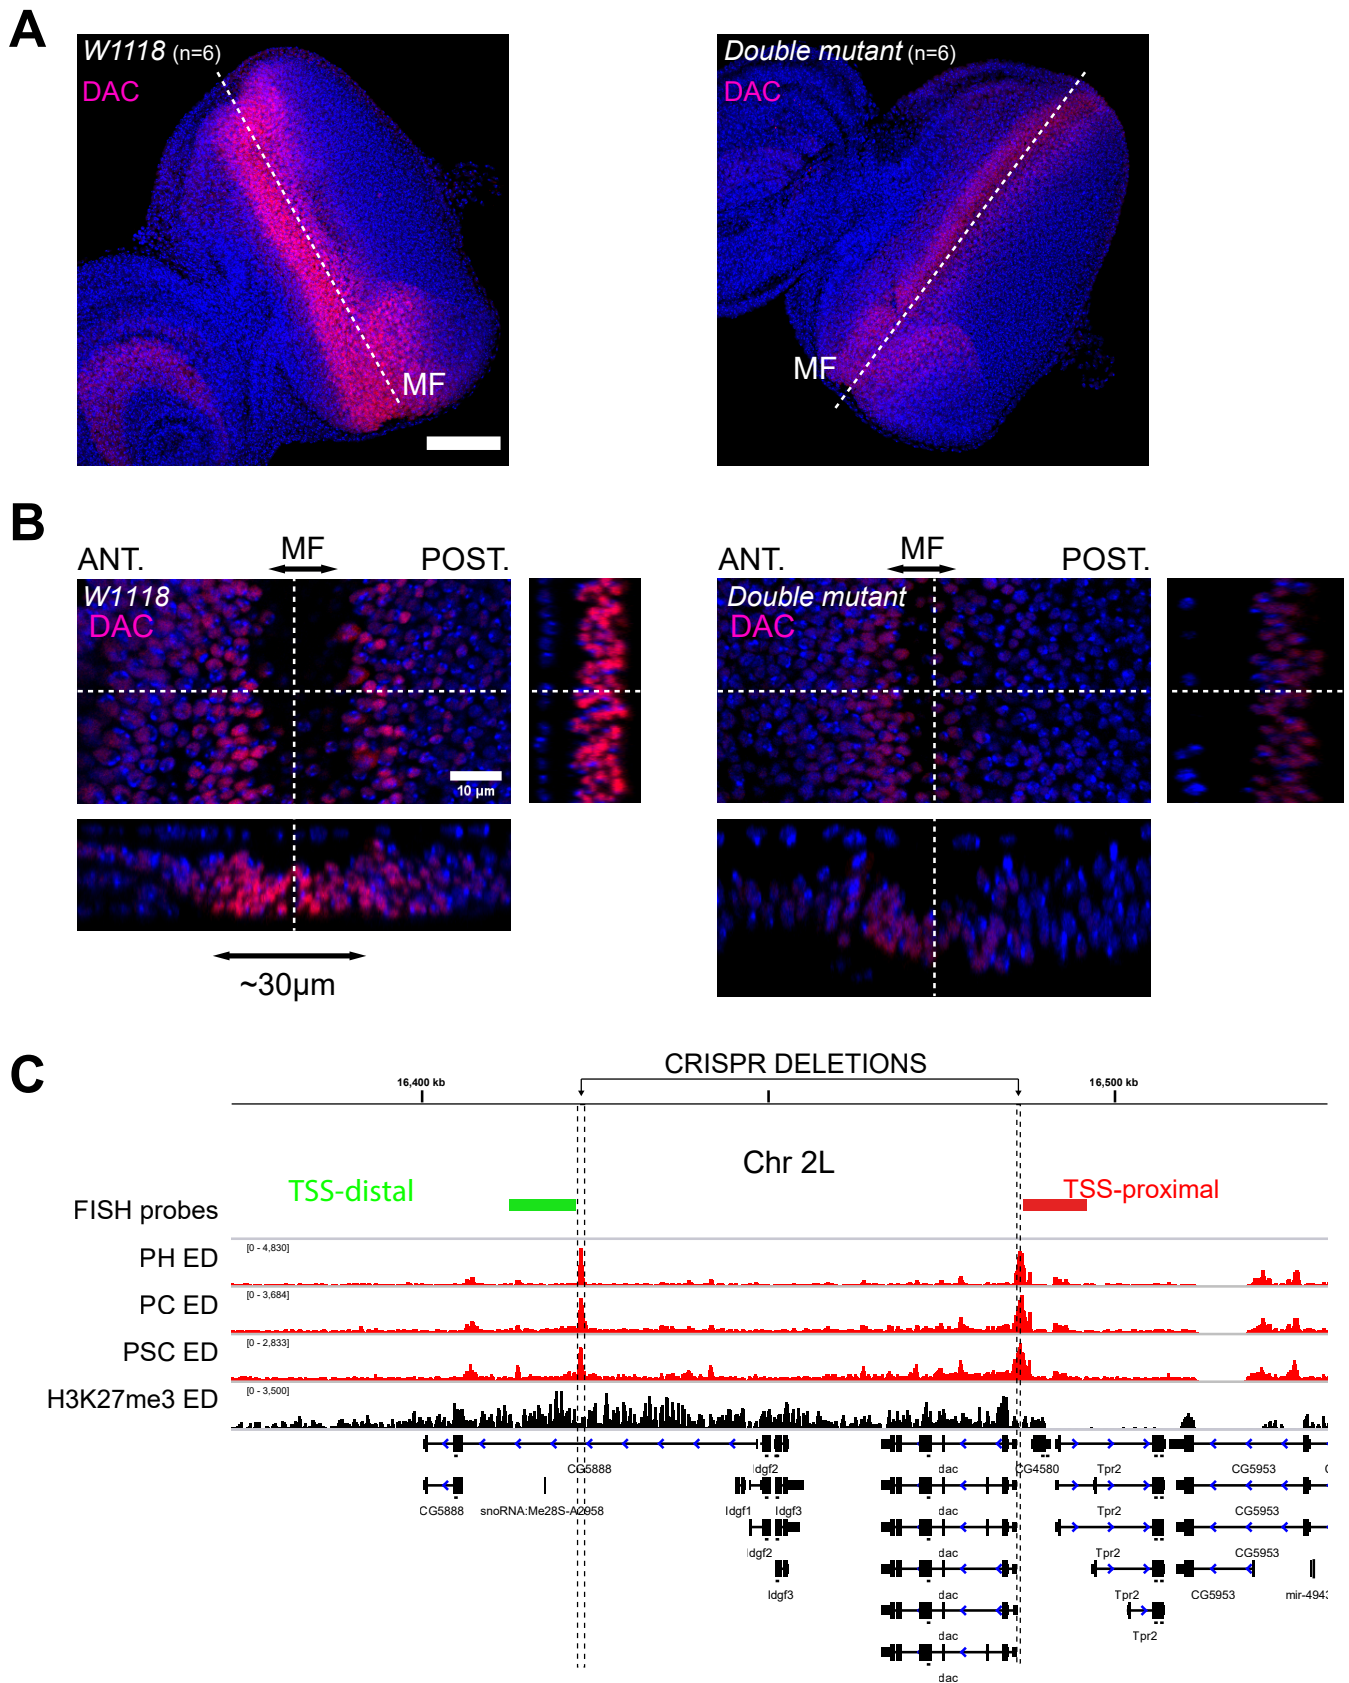 A
W1118 (n=6)
DAC
MF
Double mutant (n=6)
DAC
MF
B
ANT.
MF
POST.
W1118
DAC
10 µm
~30µm
ANT.
MF
POST.
Double mutant
DAC
C
CRISPR DELETIONS
16,400 kb
16,500 kb
Chr 2L
TSS-distal
TSS-proximal
FISH probes
PH ED
[0 - 4,830]
PC ED
[0 - 3,684]
PSC ED
[0 - 2,833]
H3K27me3 ED
[0 - 3,500]
CG5888 Idgf2 dac CG4580 Tpr2 CG5953
CG5888 snoRNA:Me28S-A2958 Idgf1 Idgf3 dac Tpr2 CG5953
Idgf2 dac Tpr2 CG5953
Idgf3 dac Tpr2 CG5953 mir-4943
dac Tpr2
dac